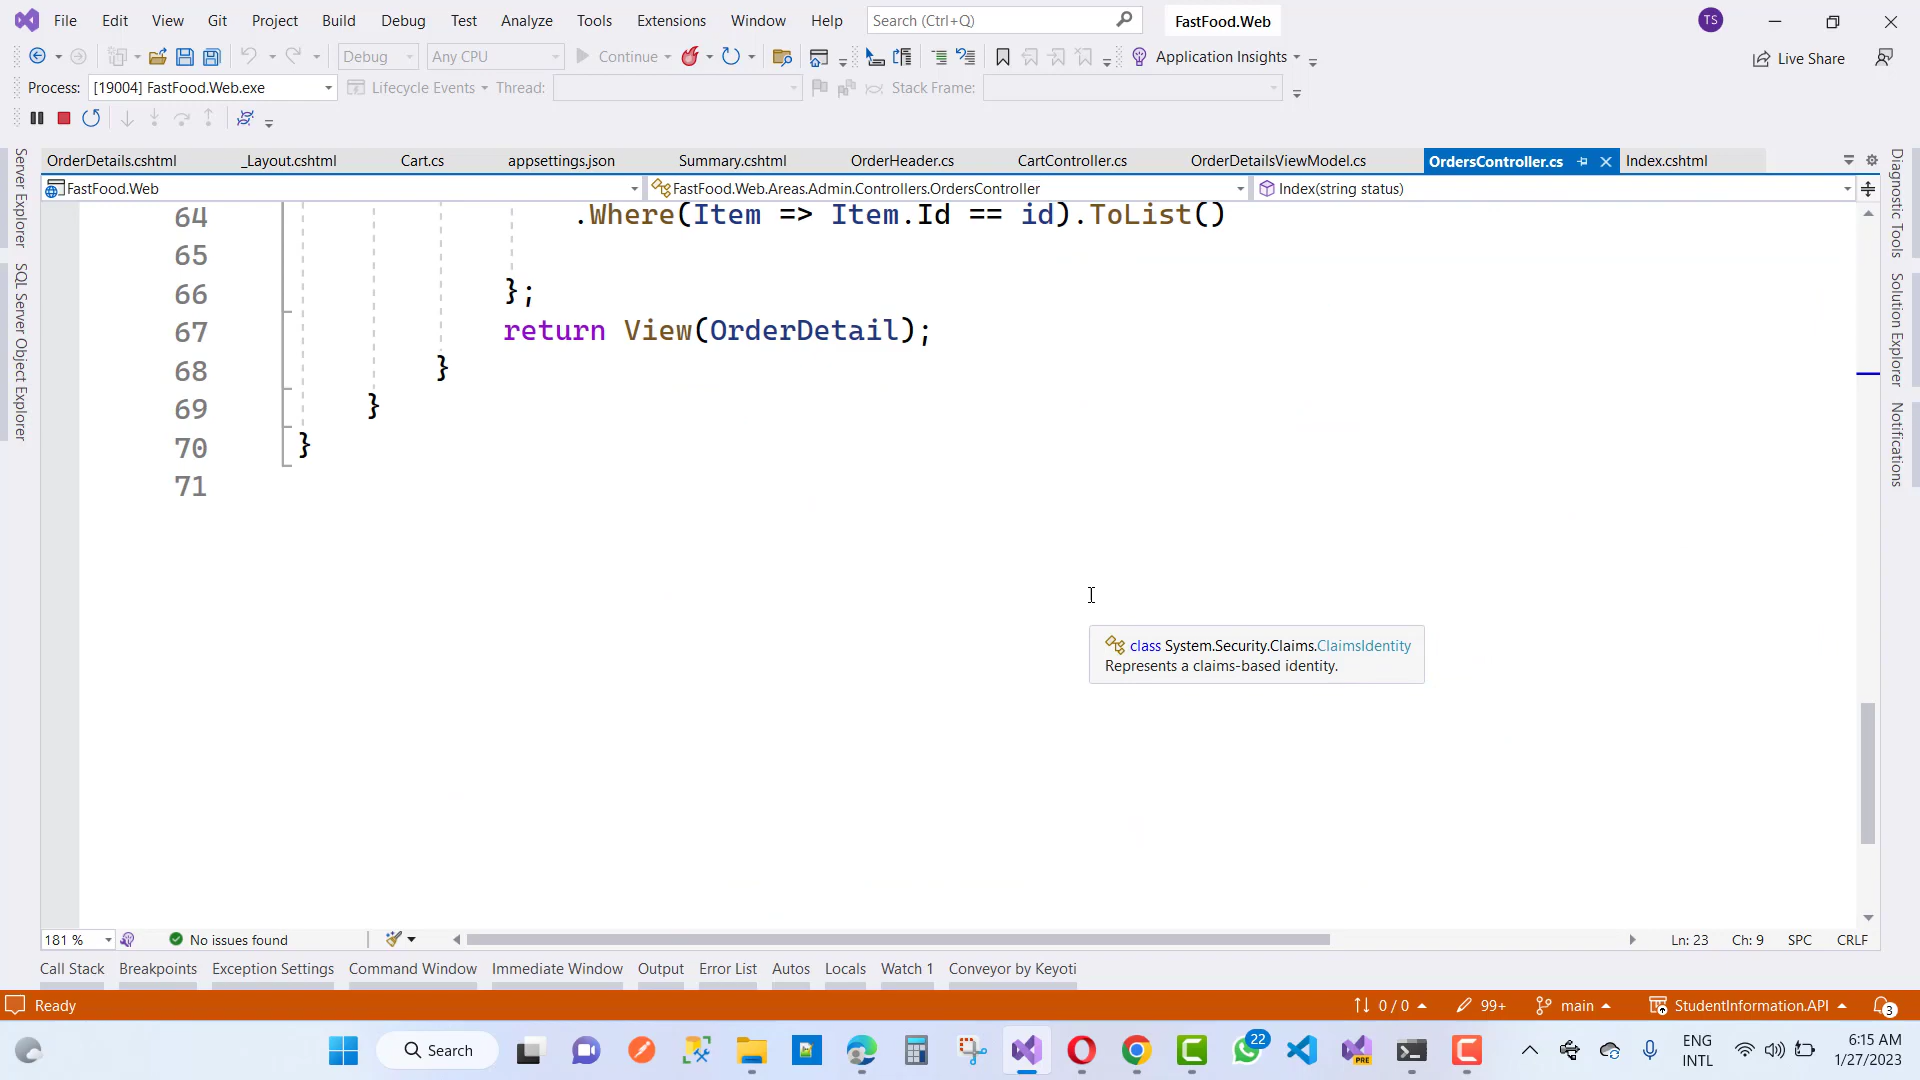 File Edit View Git Project Build Debug Test Analyze Tools Extensions Window Help Search (Ctrl+Q) FastFood.Web TS
Debug Any CPU Continue Application Insights Live Share
Process: [19004] FastFood.Web.exe Lifecycle Events Thread: Stack Frame:
OrderDetails.cshtml _Layout.cshtml Cart.cs appsettings.json Summary.cshtml OrderHeader.cs CartController.cs OrderDetailsViewModel.cs OrdersController.cs Index.cshtml
FastFood.Web FastFood.Web.Areas.Admin.Controllers.OrdersController Index(string status)
Server Explorer
SQL Server Object Explorer
64 .Where(Item => Item.Id == id).ToList()
65
66 };
67 return View(OrderDetail);
68 }
69 }
70 }
71
class System.Security.Claims.ClaimsIdentity
Represents a claims-based identity.
Diagnostic Tools
Solution Explorer
Notifications
181 % No issues found Ln: 23 Ch: 9 SPC CRLF
Call Stack Breakpoints Exception Settings Command Window Immediate Window Output Error List Autos Locals Watch 1 Conveyor by Keyoti
Ready 0 / 0 99+ main StudentInformation.API 3
Search PRE 22 ENG INTL 6:15 AM
1/27/2023